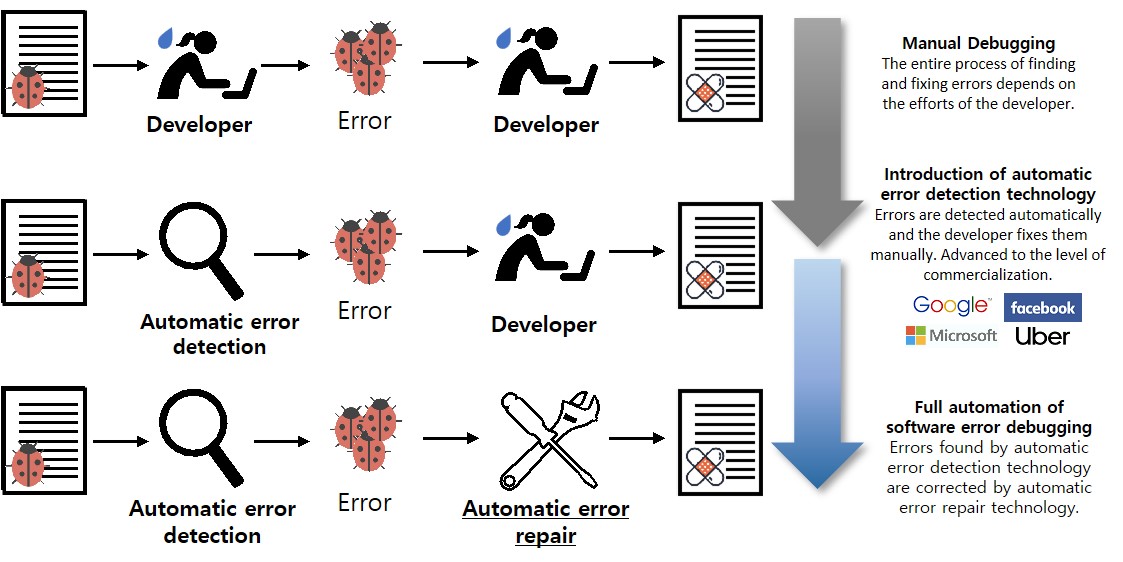 Developer
Error
Developer
Manual Debugging
The entire process of finding
and fixing errors depends on
the efforts of the developer.
Automatic error
detection
Error
Developer
Introduction of automatic
error detection technology
Errors are detected automatically
and the developer fixes them
manually. Advanced to the level of
commercialization.
Google™
facebook
Microsoft
Uber
Automatic error
detection
Error
Automatic error
repair
Full automation of
software error debugging
Errors found by automatic
error detection technology
are corrected by automatic
error repair technology.